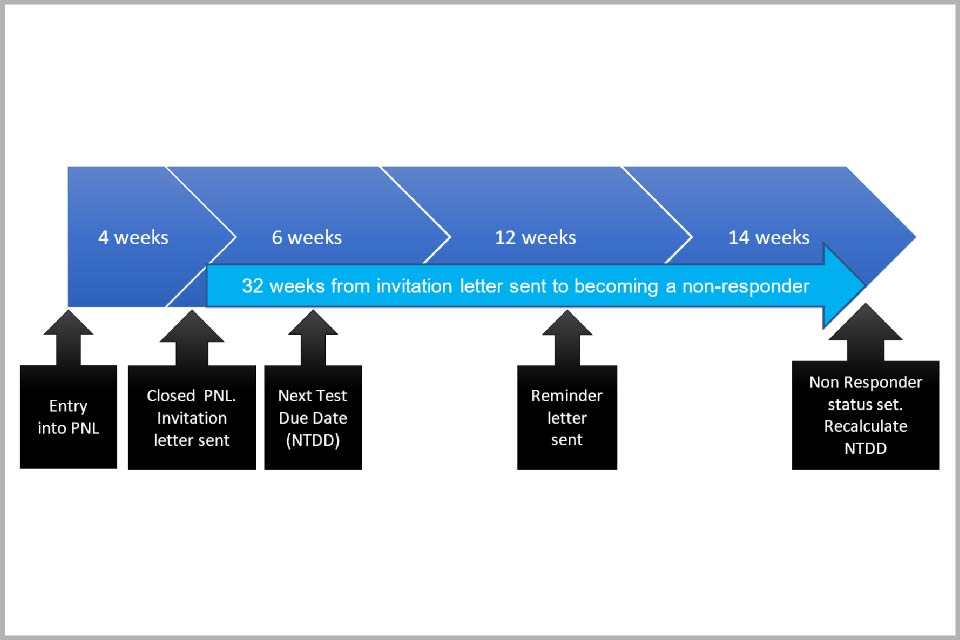 4 weeks
6 weeks
12 weeks
14 weeks
32 weeks from invitation letter sent to becoming a non-responder
Entry
into PNL
Closed PNL.
Invitation
letter sent
Next Test
Due Date
(NTDD)
Reminder
letter
sent
Non Responder
status set.
Recalculate
NTDD